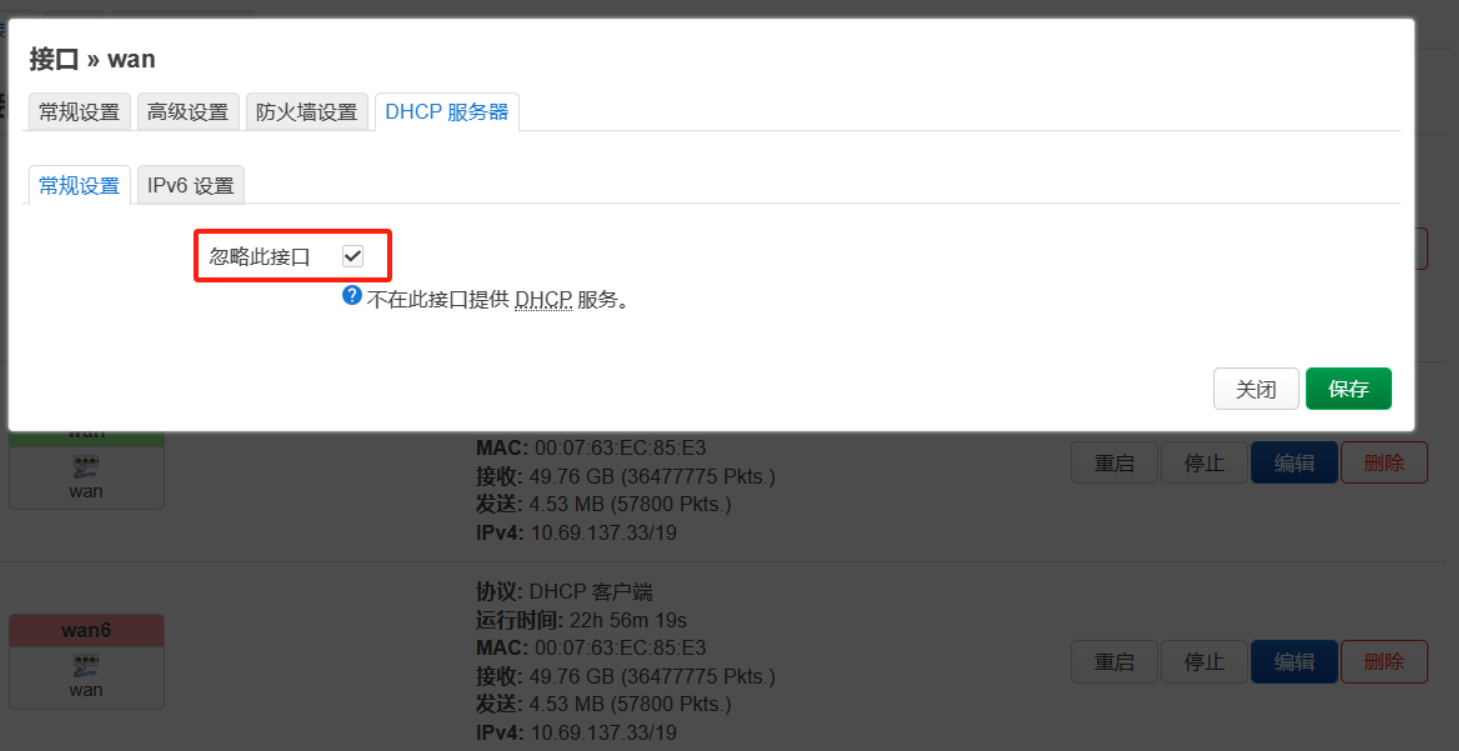 接口 » wan
常规设置 高级设置 防火墙设置 DHCP 服务器
常规设置 IPv6 设置
忽略此接口
不在此接口提供 DHCP 服务。
关闭 保存
wan
wan
MAC: 00:07:63:EC:85:E3
接收: 49.76 GB (36477775 Pkts.)
发送: 4.53 MB (57800 Pkts.)
IPv4: 10.69.137.33/19
重启 停止 编辑 删除
wan6
wan
协议: DHCP 客户端
运行时间: 22h 56m 19s
MAC: 00:07:63:EC:85:E3
接收: 49.76 GB (36477775 Pkts.)
发送: 4.53 MB (57800 Pkts.)
IPv4: 10.69.137.33/19
重启 停止 编辑 删除